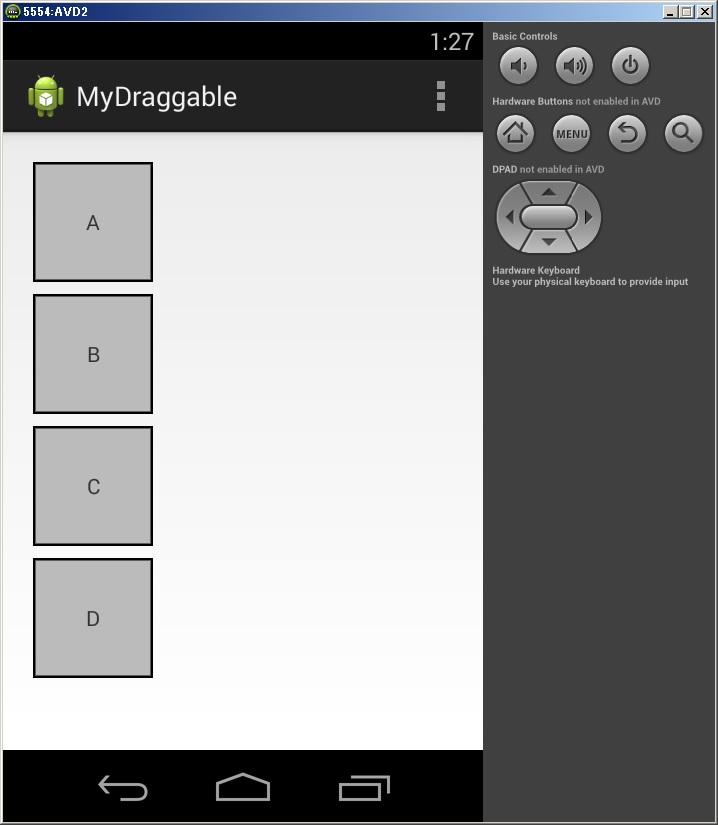 5554:AVD2
1:27
MyDraggable
A
B
C
D
Basic Controls
Hardware Buttons not enabled in AVD
MENU
DPAD not enabled in AVD
Hardware Keyboard
Use your physical keyboard to provide input